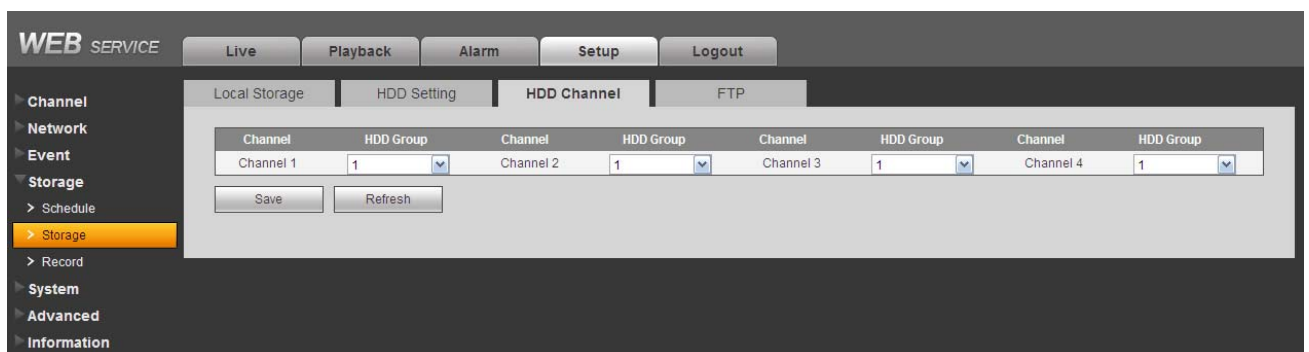 WEB SERVICE
Live Playback Alarm Setup Logout
Local Storage HDD Setting HDD Channel FTP
Channel
Network
Event
Storage
> Schedule
> Storage
> Record
System
Advanced
Information
Channel HDD Group Channel HDD Group Channel HDD Group Channel HDD Group
Channel 1 1 Channel 2 1 Channel 3 1 Channel 4 1
Save Refresh